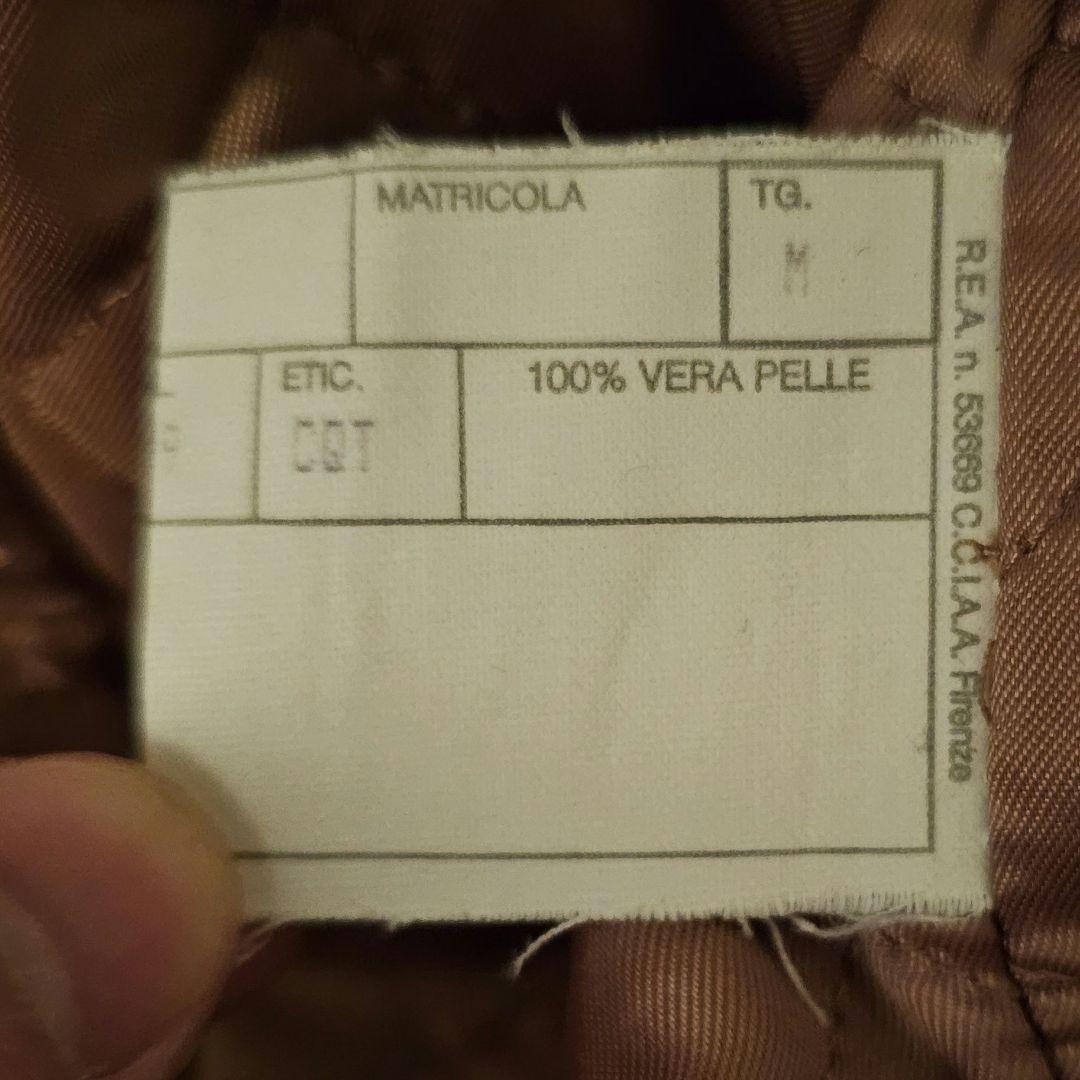 MATRICOLA
TG.
M
ETIC.
CQT
100% VERA PELLE
R.E.A. n. 53669 C.C.I.A.A. Firenze